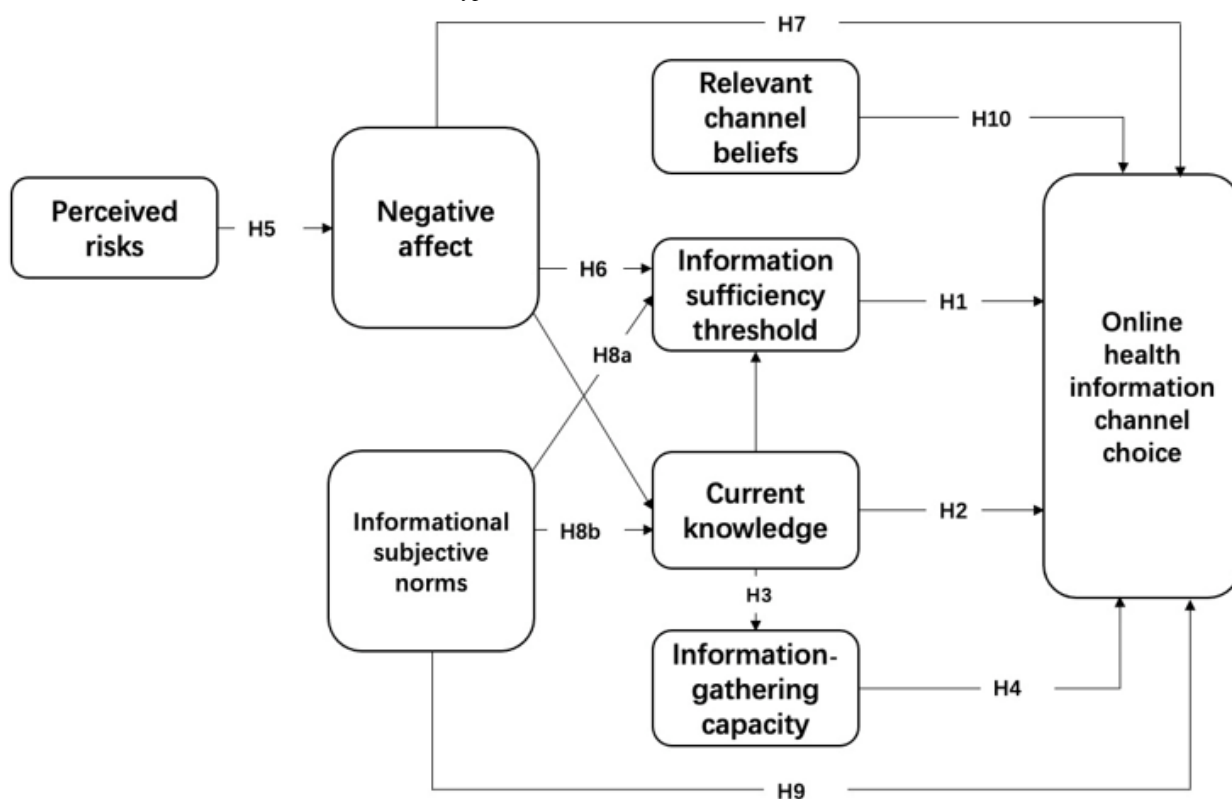 H7
Relevant
channel
beliefs
H10
Perceived
risks
H5
Negative
affect
H6
Information
sufficiency
threshold
H1
Online
health
information
channel
choice
H8a
Informational
subjective
norms
H8b
Current
knowledge
H2
H3
Information-
gathering
capacity
H4
H9